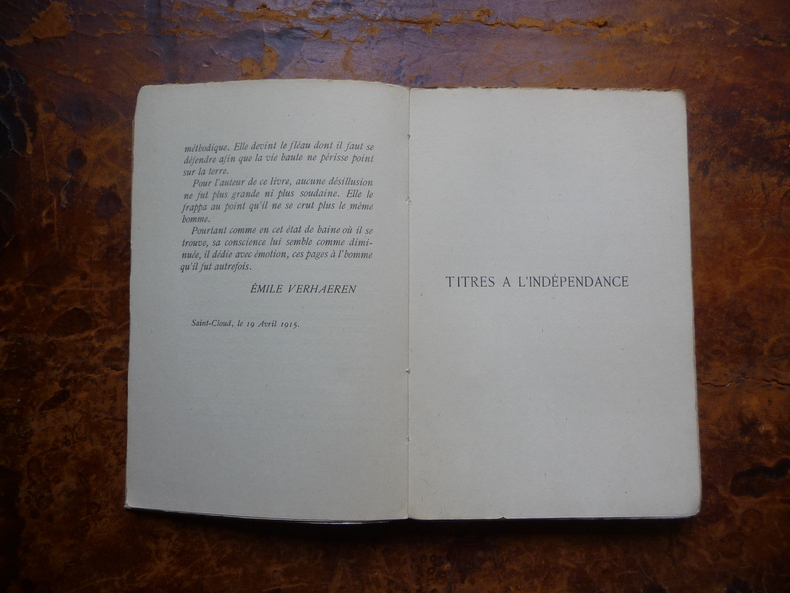 méthodique. Elle devint le fléau dont il faut se
défendre afin que la vie haute ne périsse point
sur la terre.
Pour l'auteur de ce livre, aucune désillusion
ne fut plus grande ni plus soudaine. Elle le
frappa au point qu'il ne se crut plus le même
homme.
Pourtant comme en cet état de haine où il se
trouve, sa conscience lui semble comme dimi-
nuée, il dédie avec émotion, ces pages à l'homme
qu'il fut autrefois.
ÉMILE VERHAEREN
Saint-Cloud, le 19 Avril 1915.
TITRES A L'INDÉPENDANCE